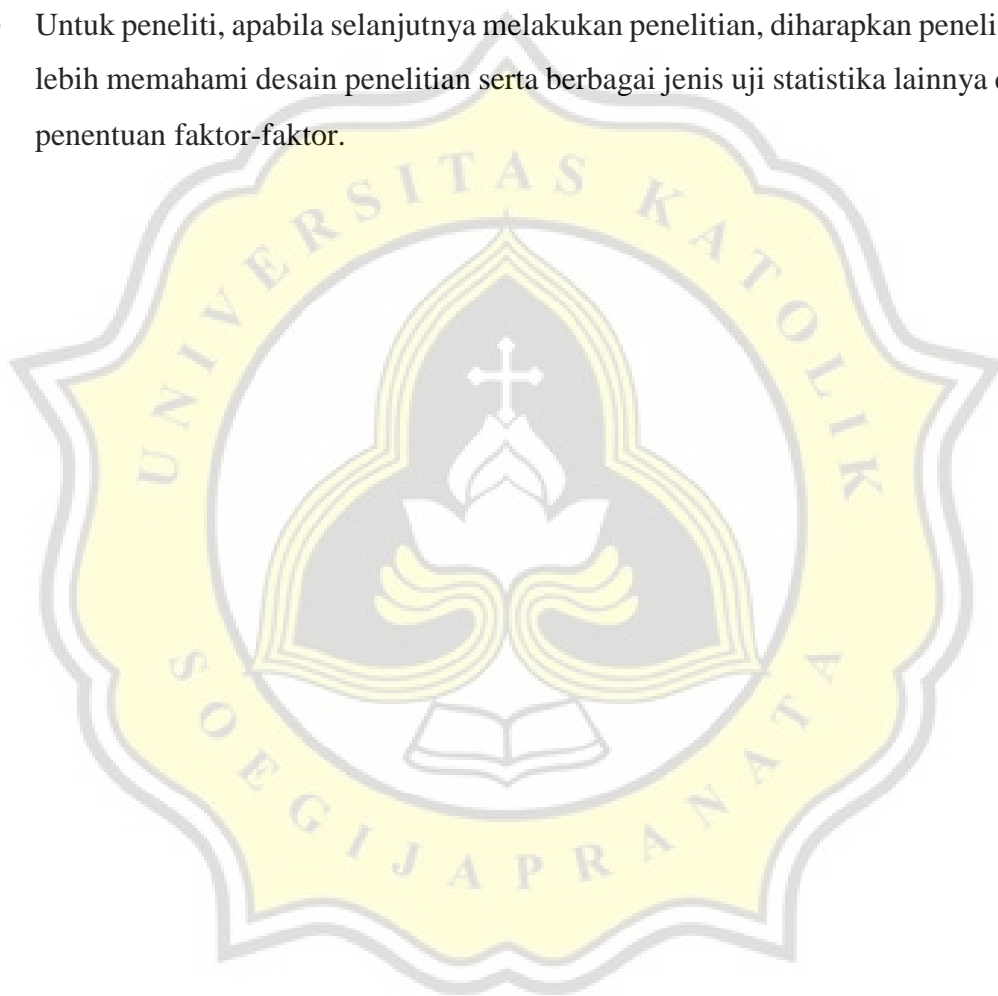 Untuk peneliti, apabila selanjutnya melakukan penelitian, diharapkan
lebih memahami desain penelitian serta berbagai jenis uji statistika lainnya
penentuan faktor-faktor.
UNIVERSITAS KATOLIK
SOEGIJAPRANATA